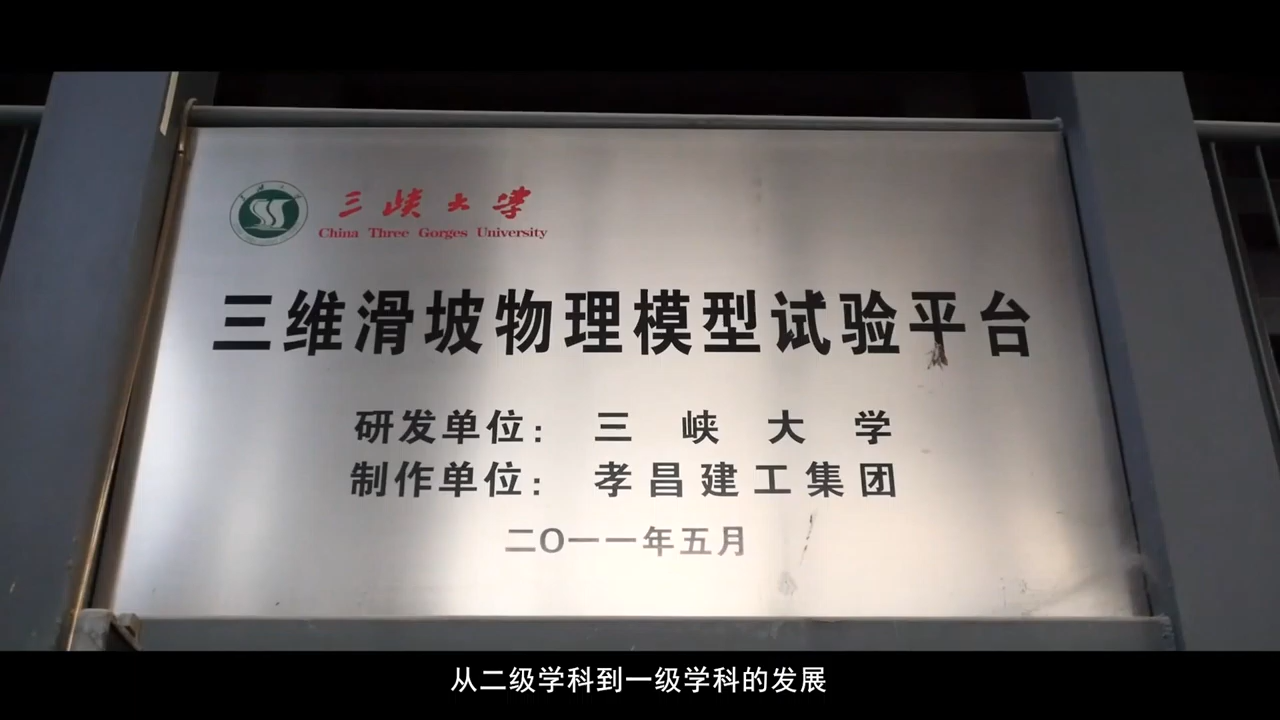 三峡大学
China Three Gorges University
三维滑坡物理模型试验平台
研发单位: 三峡大学
制作单位: 孝昌建工集团
二O一一年五月
从二级学科到一级学科的发展